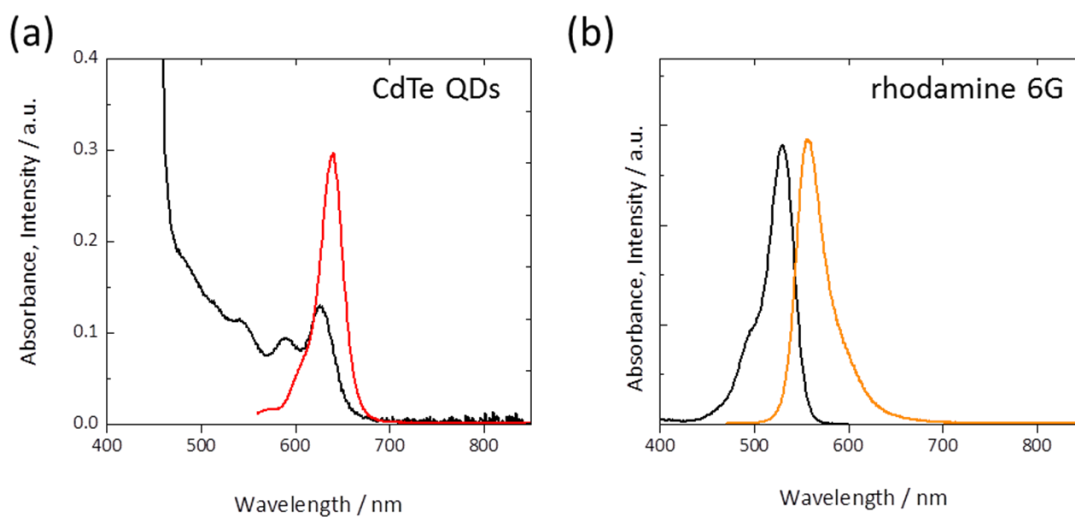 (a)
CdTe QDs
Absorbance, Intensity / a.u.
0.4
0.3
0.2
0.1
0.0
400 500 600 700 800
Wavelength / nm
(b)
rhodamine 6G
Absorbance, Intensity / a.u.
400 500 600 700 800
Wavelength / nm